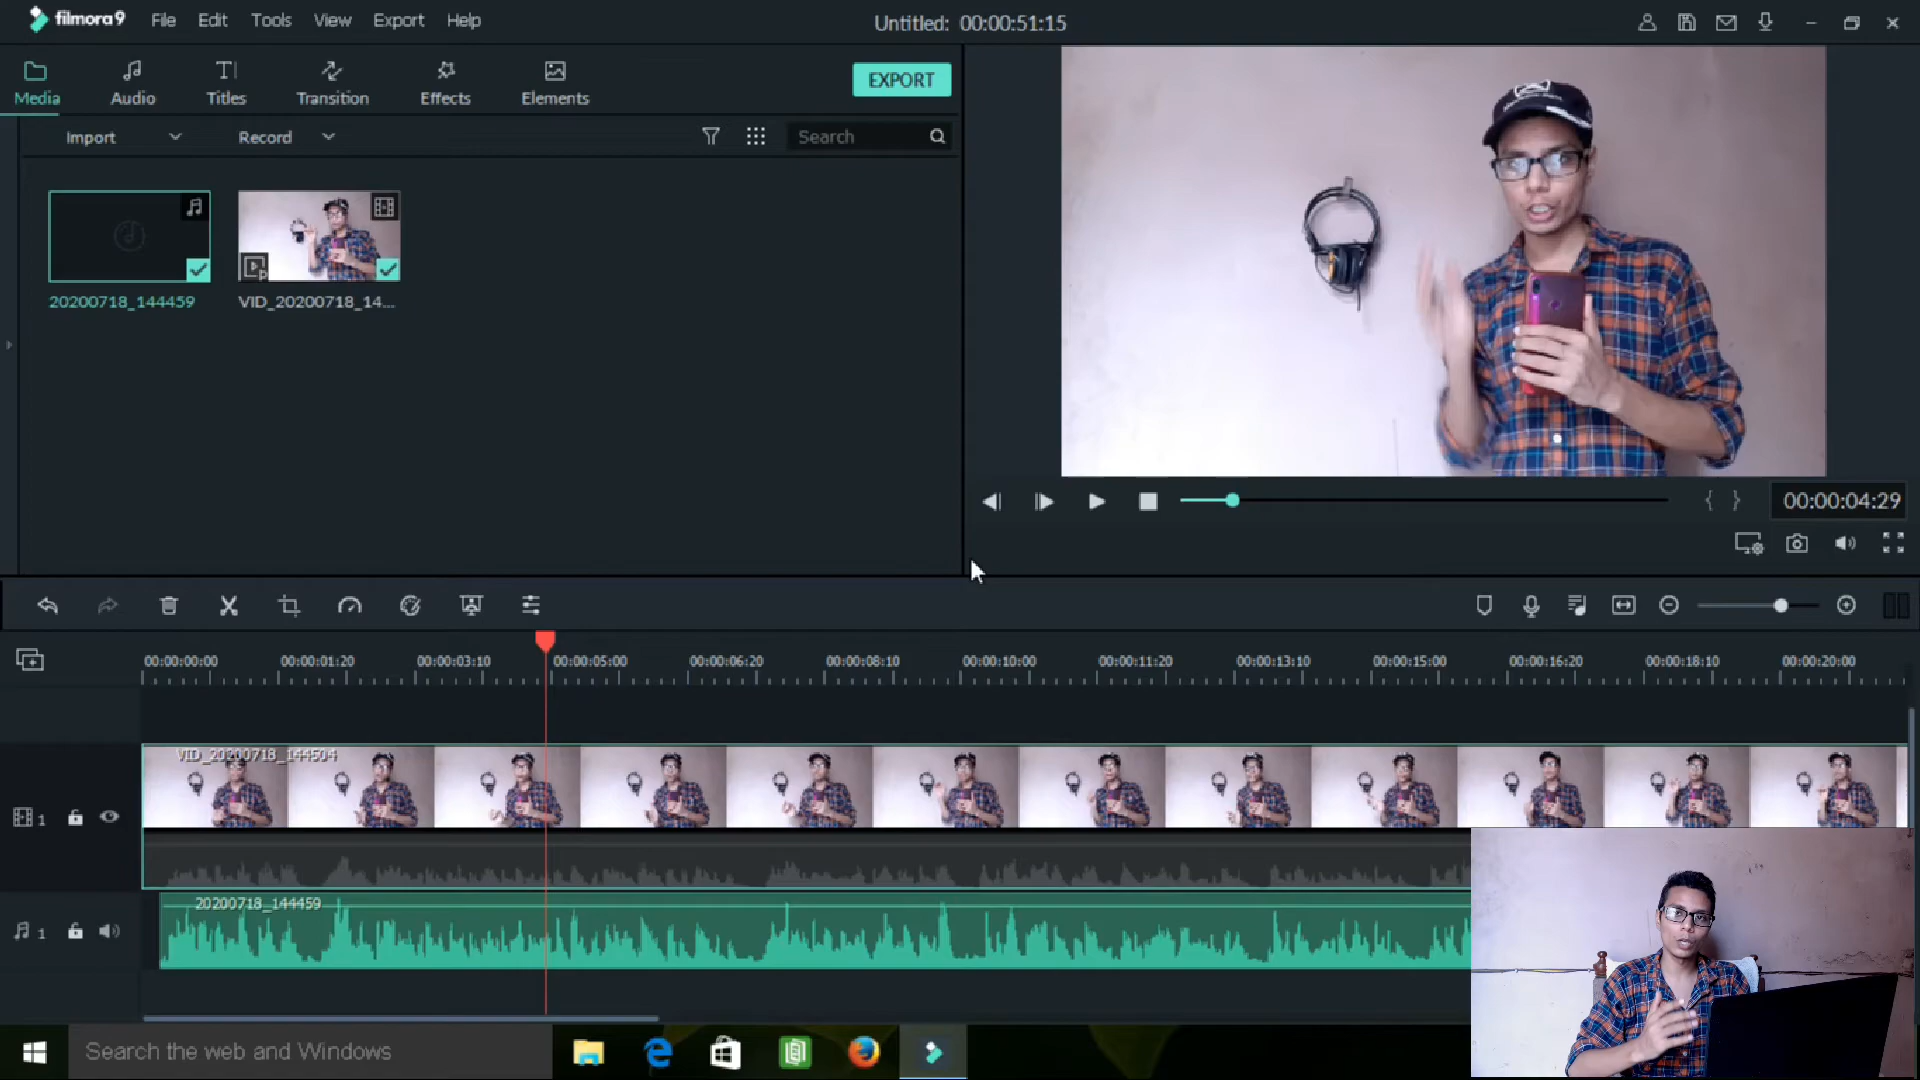 filmora9 File Edit Tools View Export Help
Untitled: 00:00:51:15
Media Audio Titles Transition Effects Elements
EXPORT
Import Record Search
20200718_144459 VID_20200718_14...
00:00:04:29
00:00:00:00 00:00:01:20 00:00:03:10 00:00:05:00 00:00:06:20 00:00:08:10 00:00:10:00 00:00:11:20 00:00:13:10 00:00:15:00 00:00:16:20 00:00:18:10 00:00:20:00
VID_20200718_144504
1
20200718_144459
1
Search the web and Windows